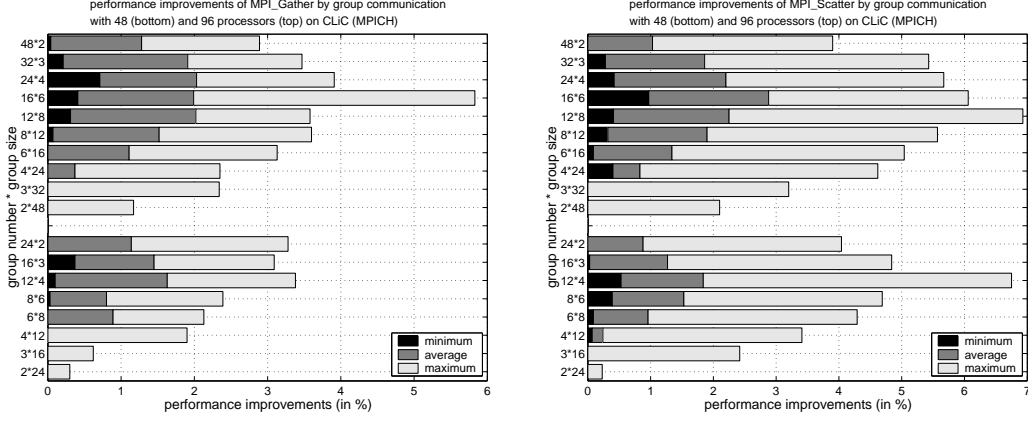 performance improvements of MPI_Gather by group communication
with 48 (bottom) and 96 processors (top) on CLiC (MPICH)
group number * group size
48*2
32*3
24*4
16*6
12*8
8*12
6*16
4*24
3*32
2*48
24*2
16*3
12*4
8*6
6*8
4*12
3*16
2*24
minimum
average
maximum
0 1 2 3 4 5 6
performance improvements (in %)
performance improvements of MPI_Scatter by group communication
with 48 (bottom) and 96 processors (top) on CLiC (MPICH)
group number * group size
48*2
32*3
24*4
16*6
12*8
8*12
6*16
4*24
3*32
2*48
24*2
16*3
12*4
8*6
6*8
4*12
3*16
2*24
minimum
average
maximum
0 1 2 3 4 5 6 7
performance improvements (in %)